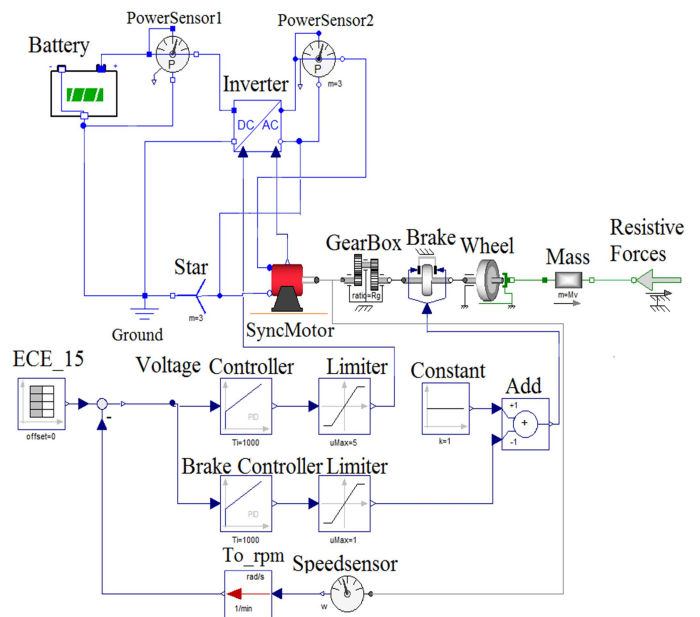 PowerSensor1
PowerSensor2
Battery
- +
P
P
Inverter
m=3
DC AC
GearBox
Brake
Wheel
Mass
Resistive
Forces
Star
ratio=Rg
m=Mv
m=3
Ground
SyncMotor
ECE_15
Voltage
Controller
Limiter
Constant
Add
+1
+
-1
-
PID
offset=0
Ti=1000
uMax=5
k=1
Brake Controller
Limiter
PID
Ti=1000
uMax=1
To_rpm
Speedsensor
rad/s
w
1/min